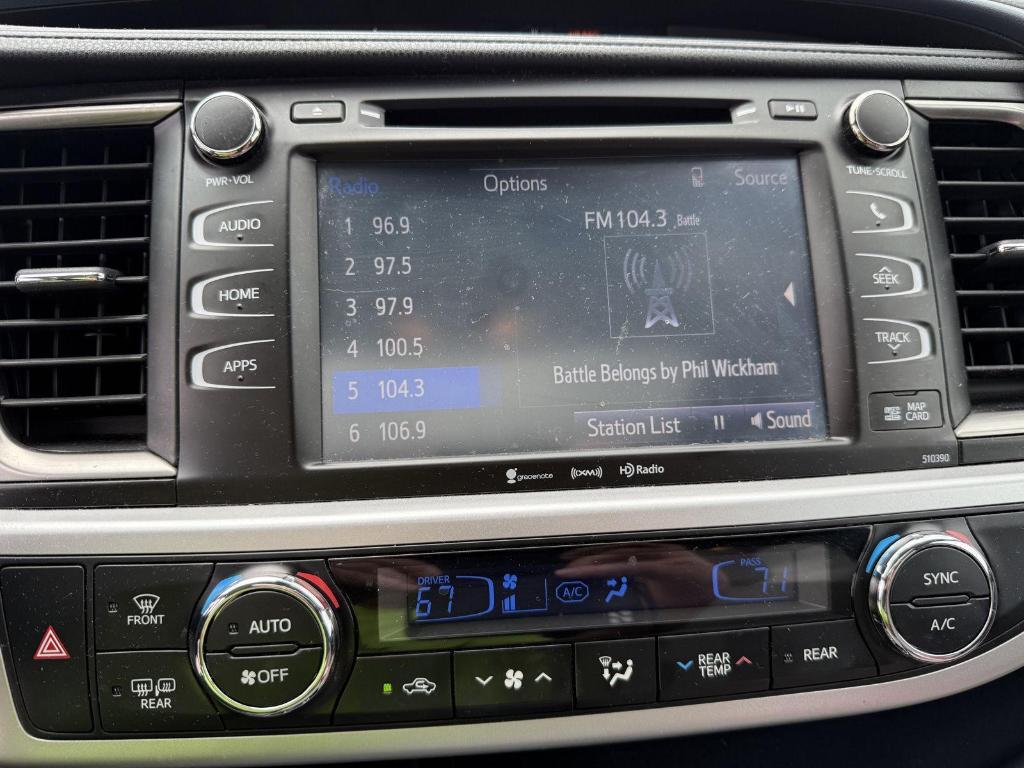 PWR•VOL
TUNE•SCROLL
AUDIO
HOME
APPS
Radio
Options
Source
1 96.9
2 97.5
3 97.9
4 100.5
5 104.3
6 106.9
FM 104.3 Battle
Battle Belongs by Phil Wickham
Station List
Sound
SEEK
TRACK
MAP
CARD
510390
gracenote
((XM))
HD Radio
DRIVER
67
A/C
PASS
71
FRONT
REAR
AUTO
OFF
REAR
TEMP
REAR
SYNC
A/C